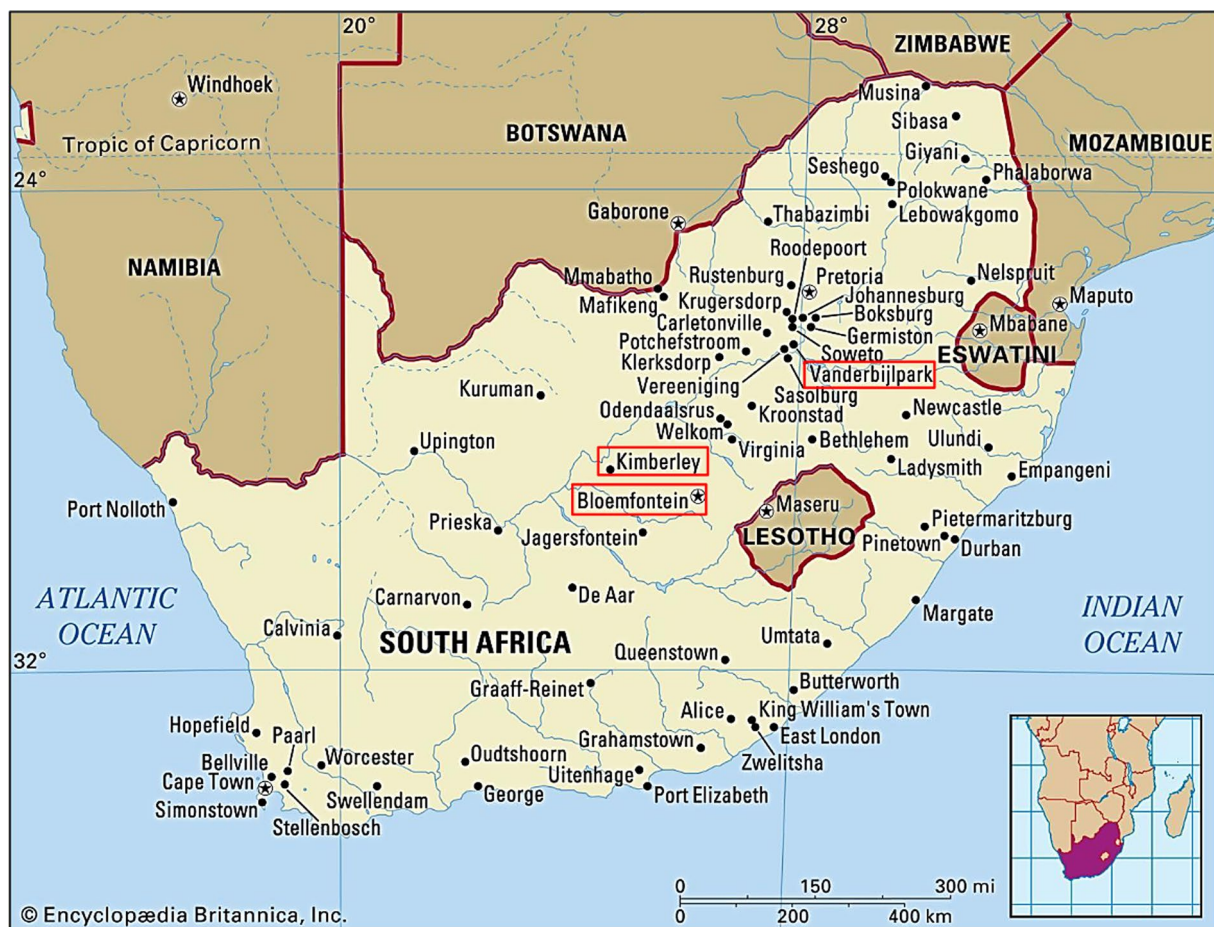 20°
28°
ZIMBABWE
Windhoek
Musina
BOTSWANA
Sibasa
Tropic of Capricorn
Giyani
MOZAMBIQUE
Seshego
Phalaborwa
24°
Polokwane
Gaborone
Thabazimbi
Lebowakgomo
Roodepoort
NAMIBIA
Mmabatho
Rustenburg
Pretoria
Nelspruit
Mafikeng
Krugersdorp
Johannesburg
Maputo
Carletonville
Boksburg
Mbabane
Potchefstroom
Germiston
Klerksdorp
Soweto
ESWATINI
Vereeniging
Vanderbijlpark
Kuruman
Sasolburg
Odendaalsrus
Kroonstad
Newcastle
Welkom
Upington
Virginia
Bethlehem
Ulundi
Kimberley
Ladysmith
Empangeni
Bloemfontein
Port Nolloth
Maseru
Prieska
Pietermaritzburg
Jagersfontein
LESOTHO
Pinetown
Durban
ATLANTIC
OCEAN
Carnarvon
De Aar
Margate
INDIAN
OCEAN
Calvinia
SOUTH AFRICA
Umtata
Queenstown
32°
Graaff-Reinet
Butterworth
Hopefield
Alice
King William's Town
Paarl
Grahamstown
East London
Bellville
Worcester
Oudtshoorn
Zwelitsha
Cape Town
Uitenhage
Simonstown
Swellendam
George
Port Elizabeth
Stellenbosch
0 150 300 mi
0 200 400 km
© Encyclopædia Britannica, Inc.